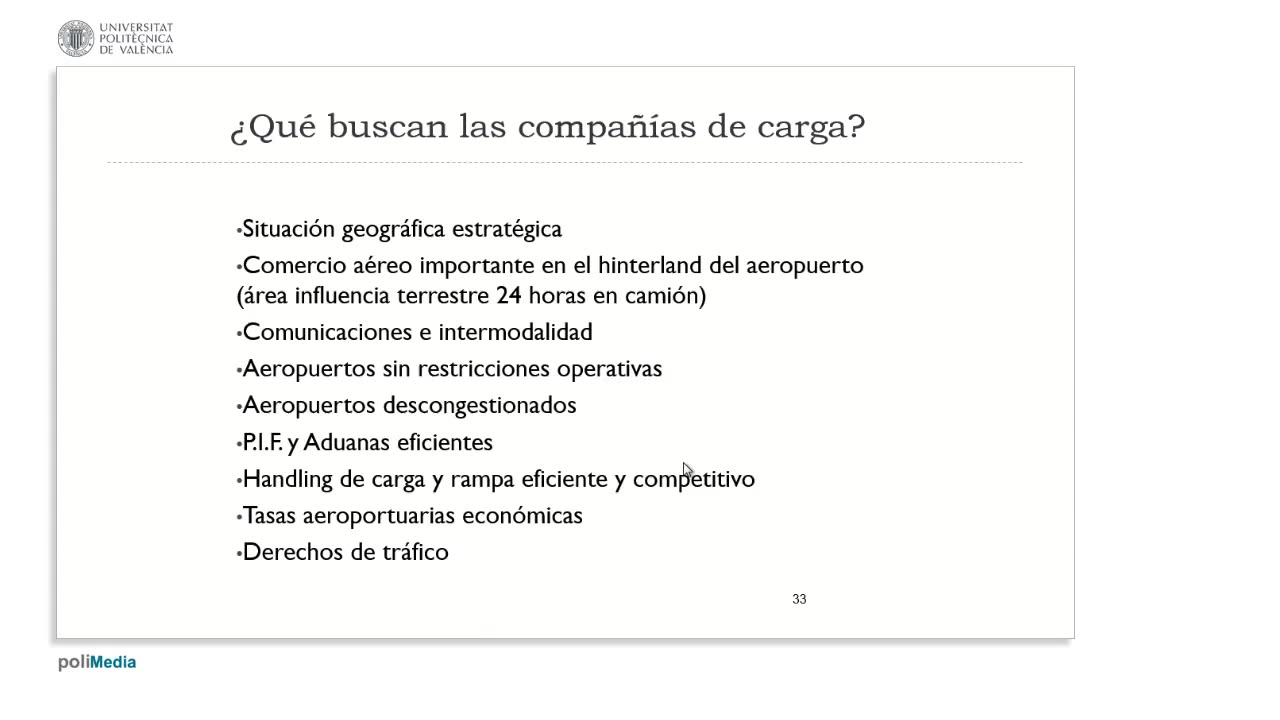 UNIVERSITAT
POLITÈCNICA
DE VALÈNCIA
¿Qué buscan las compañías de carga?
•Situación geográfica estratégica
•Comercio aéreo importante en el hinterland del aeropuerto
(área influencia terrestre 24 horas en camión)
•Comunicaciones e intermodalidad
•Aeropuertos sin restricciones operativas
•Aeropuertos descongestionados
•P.I.F. y Aduanas eficientes
•Handling de carga y rampa eficiente y competitivo
•Tasas aeroportuarias económicas
•Derechos de tráfico
33
poliMedia